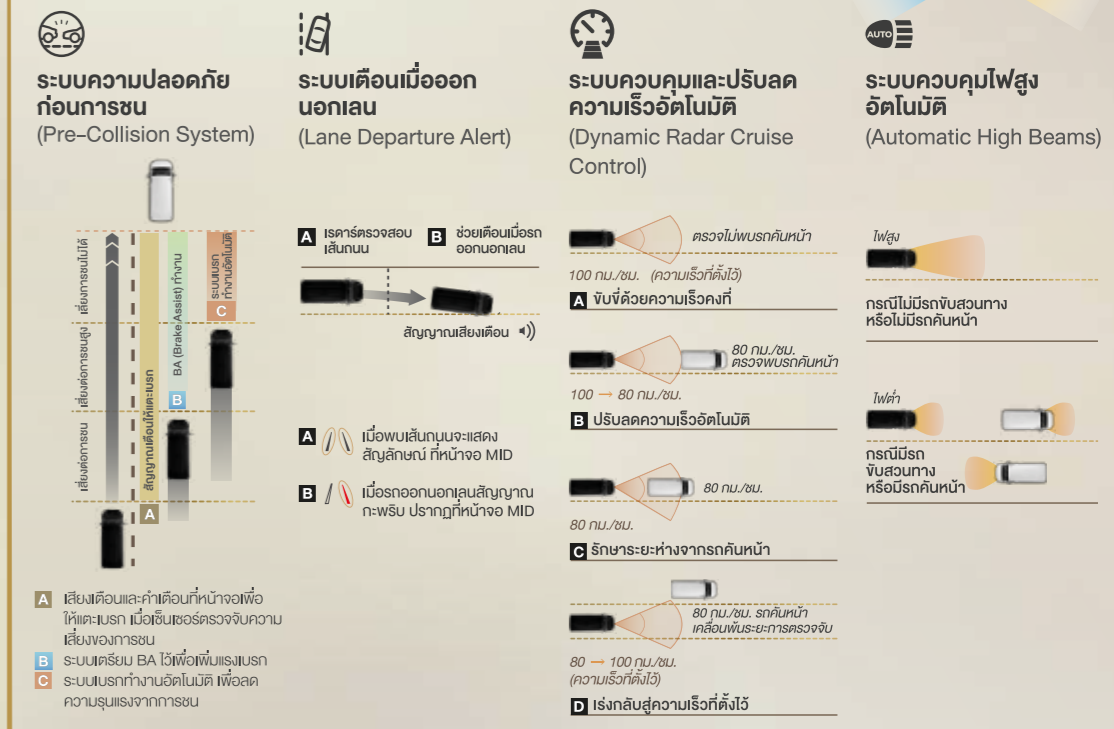 ระบบความปลอดภัย
ก่อนการชน
(Pre-Collision System)
เสี่ยงการชนไม่ได้
เสี่ยงต่อการชนสูง
เสี่ยงต่อการชน
สัญญาณเตือนให้แตะเบรก
A
BA (Brake Assist) ทำงาน
B
ระบบเบรก
ทำงานอัตโนมัติ
C
A เสียงเตือนและคำเตือนที่หน้าจอเพื่อ
ให้แตะเบรก เมื่อเซ็นเซอร์ตรวจจับความ
เสี่ยงของการชน
B ระบบเตรียม BA ไว้เพื่อเพิ่มแรงเบรก
C ระบบเบรกทำงานอัตโนมัติ เพื่อลด
ความรุนแรงจากการชน
ระบบเตือนเมื่อออก
นอกเลน
(Lane Departure Alert)
A เรดาร์ตรวจสอบ
เส้นถนน
B ช่วยเตือนเมื่อรถ
ออกนอกเลน
สัญญาณเสียงเตือน
A เมื่อพบเส้นถนนจะแสดง
สัญลักษณ์ ที่หน้าจอ MID
B เมื่อรถออกนอกเลนสัญญาณ
กะพริบ ปรากฏที่หน้าจอ MID
ระบบควบคุมและปรับลด
ความเร็วอัตโนมัติ
(Dynamic Radar Cruise
Control)
ตรวจไม่พบรถคันหน้า
100 กม./ชม. (ความเร็วที่ตั้งไว้)
A ขับขี่ด้วยความเร็วคงที่
80 กม./ชม.
ตรวจพบรถคันหน้า
100 → 80 กม./ชม.
B ปรับลดความเร็วอัตโนมัติ
80 กม./ชม.
80 กม./ชม.
C รักษาระยะห่างจากรถคันหน้า
80 กม./ชม. รถคันหน้า
เคลื่อนพ้นระยะการตรวจจับ
80 → 100 กม./ชม.
(ความเร็วที่ตั้งไว้)
D เร่งกลับสู่ความเร็วที่ตั้งไว้
AUTO
ระบบควบคุมไฟสูง
อัตโนมัติ
(Automatic High Beams)
ไฟสูง
กรณีไม่มีรถขับสวนทาง
หรือไม่มีรถคันหน้า
ไฟต่ำ
กรณีมีรถ
ขับสวนทาง
หรือมีรถคันหน้า